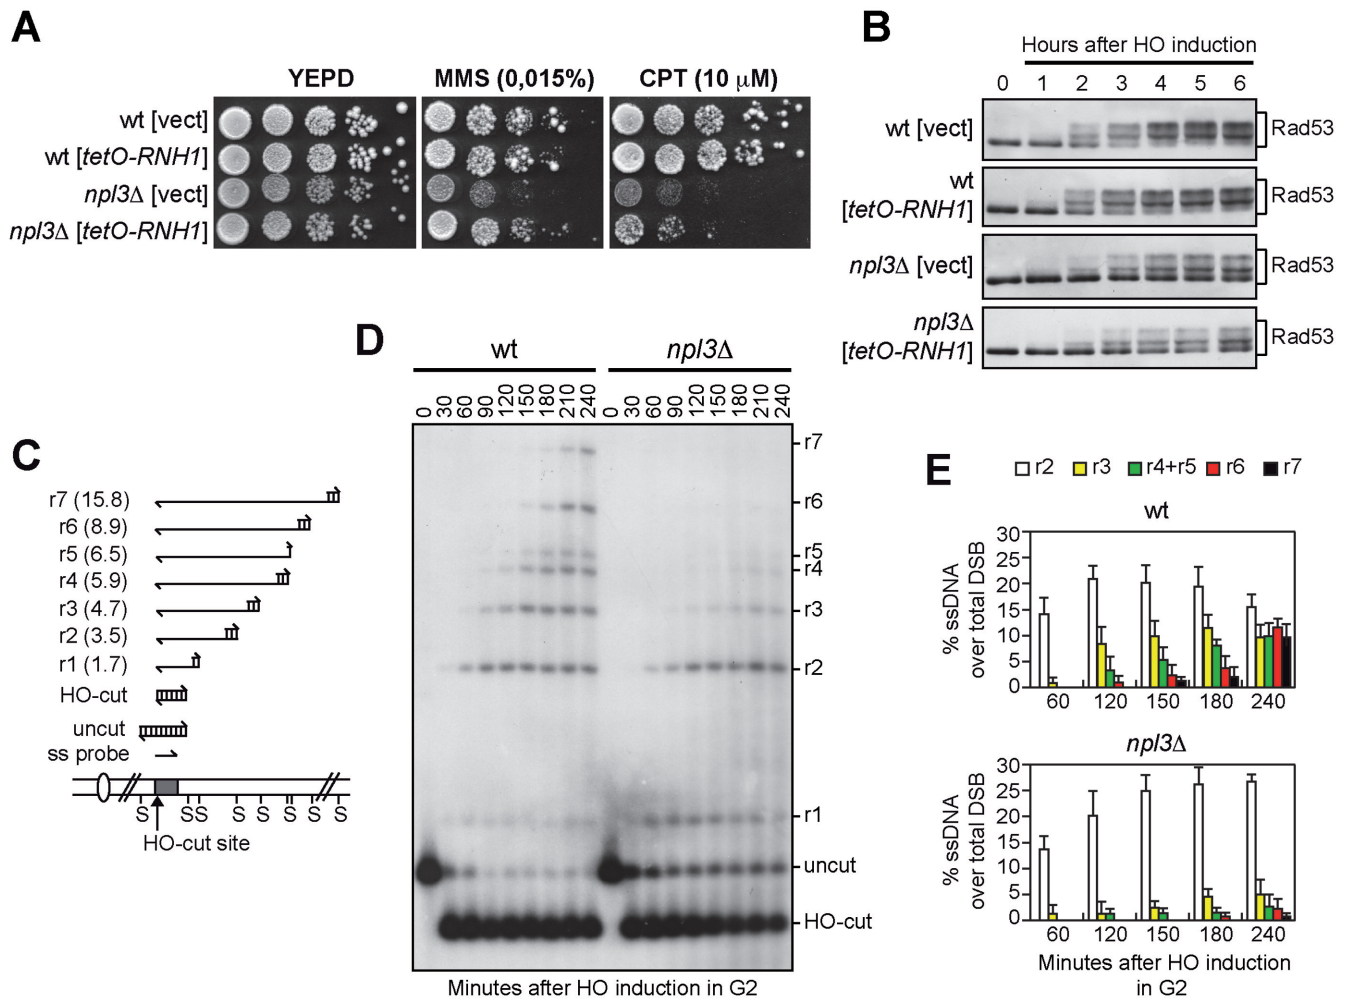 A
YEPD
MMS (0,015%)
CPT (10 μM)
wt [vect]
wt [tetO-RNH1]
npl3Δ [vect]
npl3Δ [tetO-RNH1]
B
Hours after HO induction
0 1 2 3 4 5 6
wt [vect]
Rad53
wt
[tetO-RNH1]
Rad53
npl3Δ [vect]
Rad53
npl3Δ
[tetO-RNH1]
Rad53
C
r7 (15.8)
r6 (8.9)
r5 (6.5)
r4 (5.9)
r3 (4.7)
r2 (3.5)
r1 (1.7)
HO-cut
uncut
ss probe
S SS S S S S S
HO-cut site
D
wt
npl3Δ
0 30 60 90 120 150 180 210 240 0 30 60 90 120 150 180 210 240
r7
r6
r5
r4
r3
r2
r1
uncut
HO-cut
Minutes after HO induction in G2
E
r2 r3 r4+r5 r6 r7
wt
% ssDNA
over total DSB
30
25
20
15
10
5
0
60 120 150 180 240
npl3Δ
% ssDNA
over total DSB
30
25
20
15
10
5
0
60 120 150 180 240
Minutes after HO induction
in G2